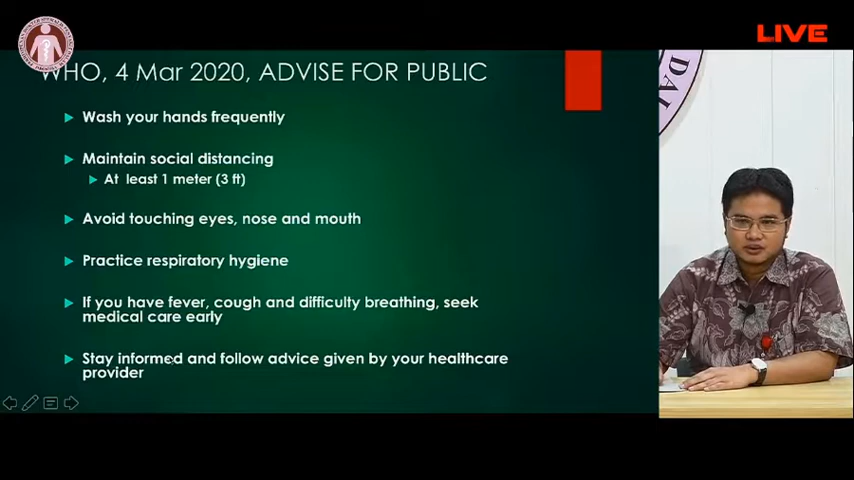 LIVE
WHO, 4 Mar 2020, ADVISE FOR PUBLIC
Wash your hands frequently
Maintain social distancing
At least 1 meter (3 ft)
Avoid touching eyes, nose and mouth
Practice respiratory hygiene
If you have fever, cough and difficulty breathing, seek
medical care early
Stay informed and follow advice given by your healthcare
provider
DAL